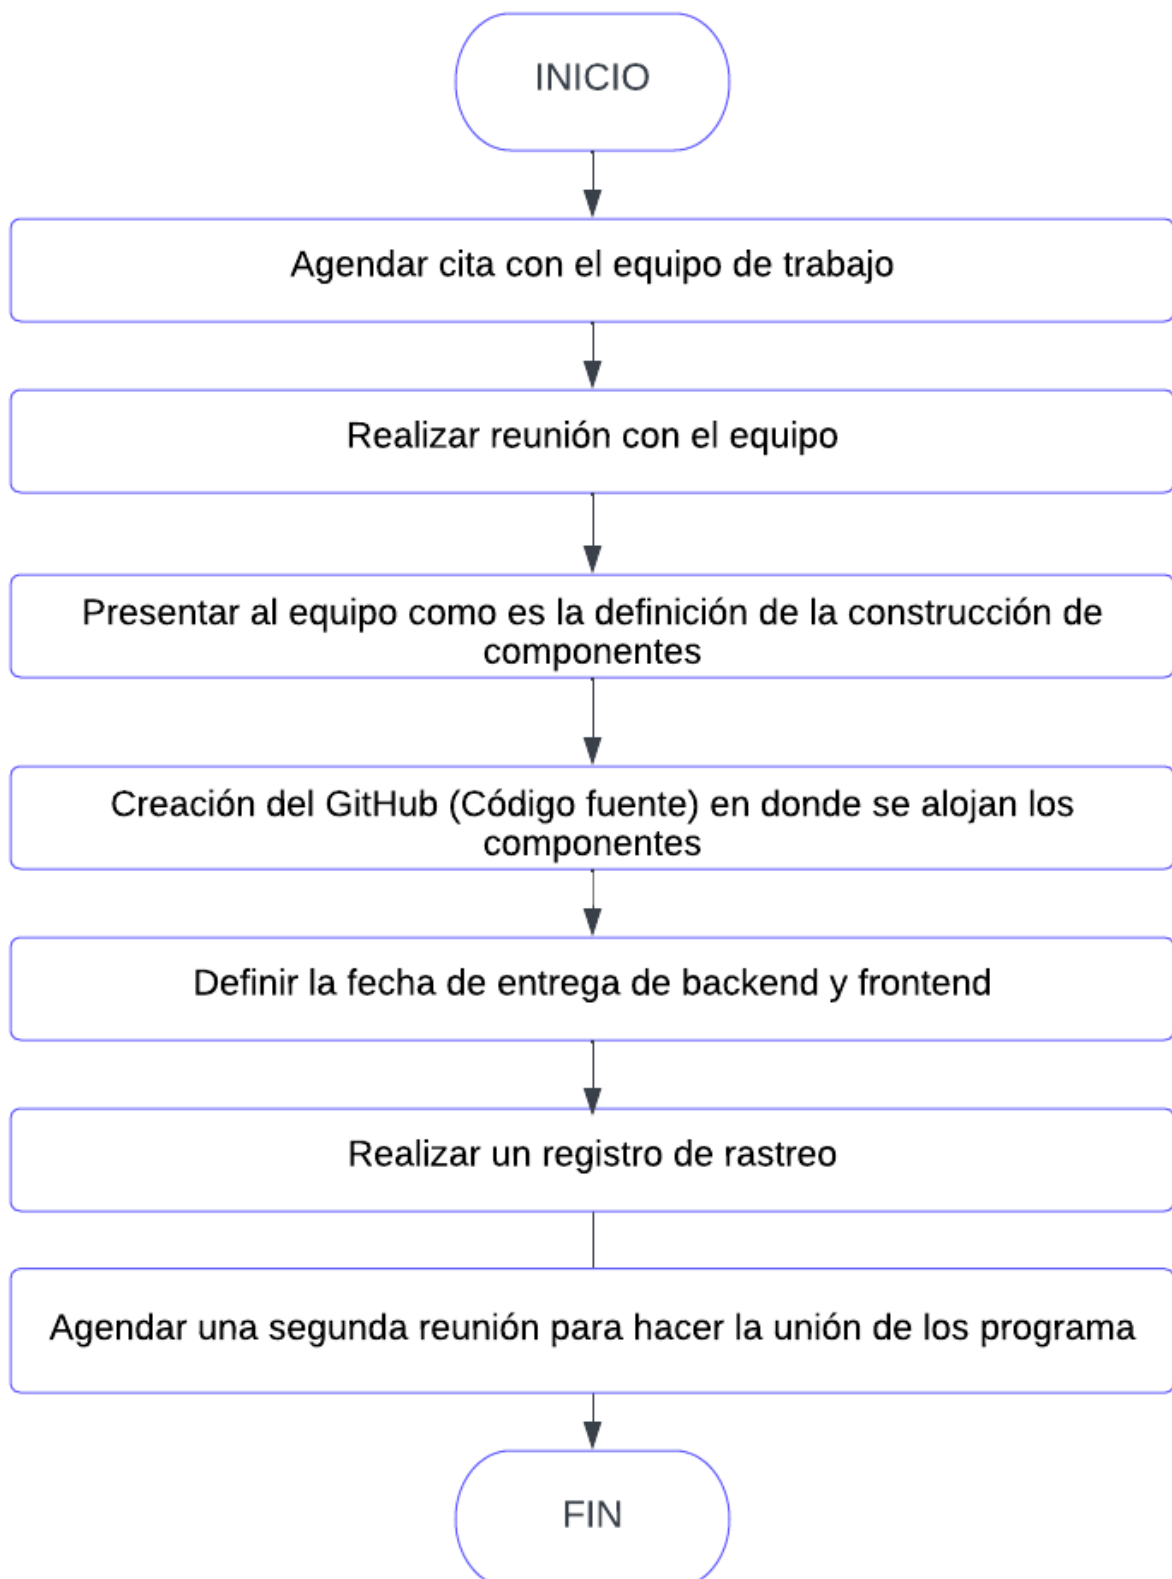 INICIO
Agendar cita con el equipo de trabajo
Realizar reunión con el equipo
Presentar al equipo como es la definición de la construcción de
componentes
Creación del GitHub (Código fuente) en donde se alojan los
componentes
Definir la fecha de entrega de backend y frontend
Realizar un registro de rastreo
Agendar una segunda reunión para hacer la unión de los programa
FIN